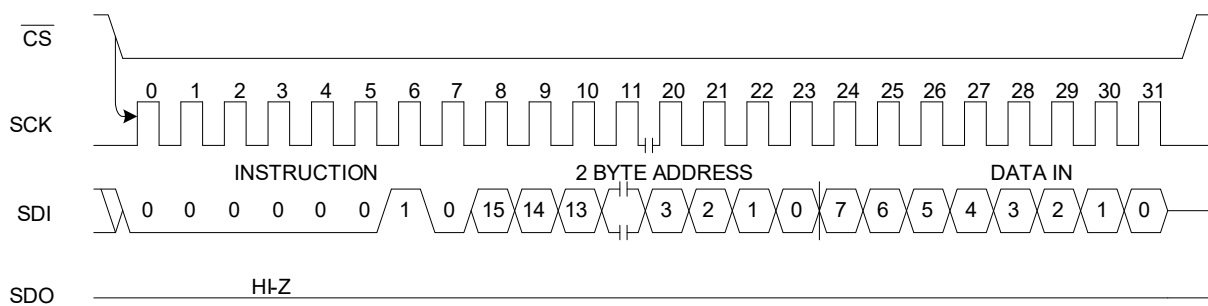 CS
0 1 2 3 4 5 6 7 8 9 10 11 20 21 22 23 24 25 26 27 28 29 30 31
SCK
INSTRUCTION 2 BYTE ADDRESS DATA IN
SDI 0 0 0 0 0 0 1 0 15 14 13 3 2 1 0 7 6 5 4 3 2 1 0
HI-Z
SDO